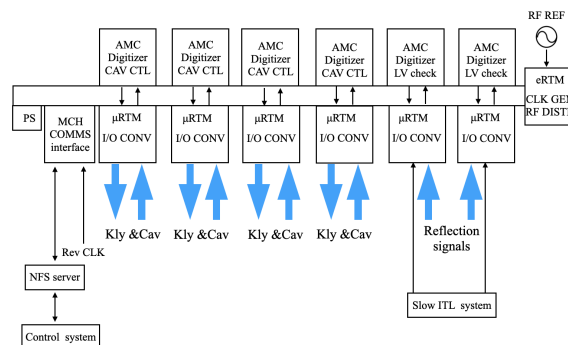 RF REF
AMC
Digitizer
CAV CTL
AMC
Digitizer
CAV CTL
AMC
Digitizer
CAV CTL
AMC
Digitizer
CAV CTL
AMC
Digitizer
LV check
AMC
Digitizer
LV check
eRTM
CLK GEN
RF DIST
PS
MCH
COMMS
interface
μRTM
I/O CONV
μRTM
I/O CONV
μRTM
I/O CONV
μRTM
I/O CONV
μRTM
I/O CONV
μRTM
I/O CONV
Kly &Cav
Kly &Cav
Kly &Cav
Kly &Cav
Reflection
signals
Rev CLK
NFS server
Slow ITL system
Control system